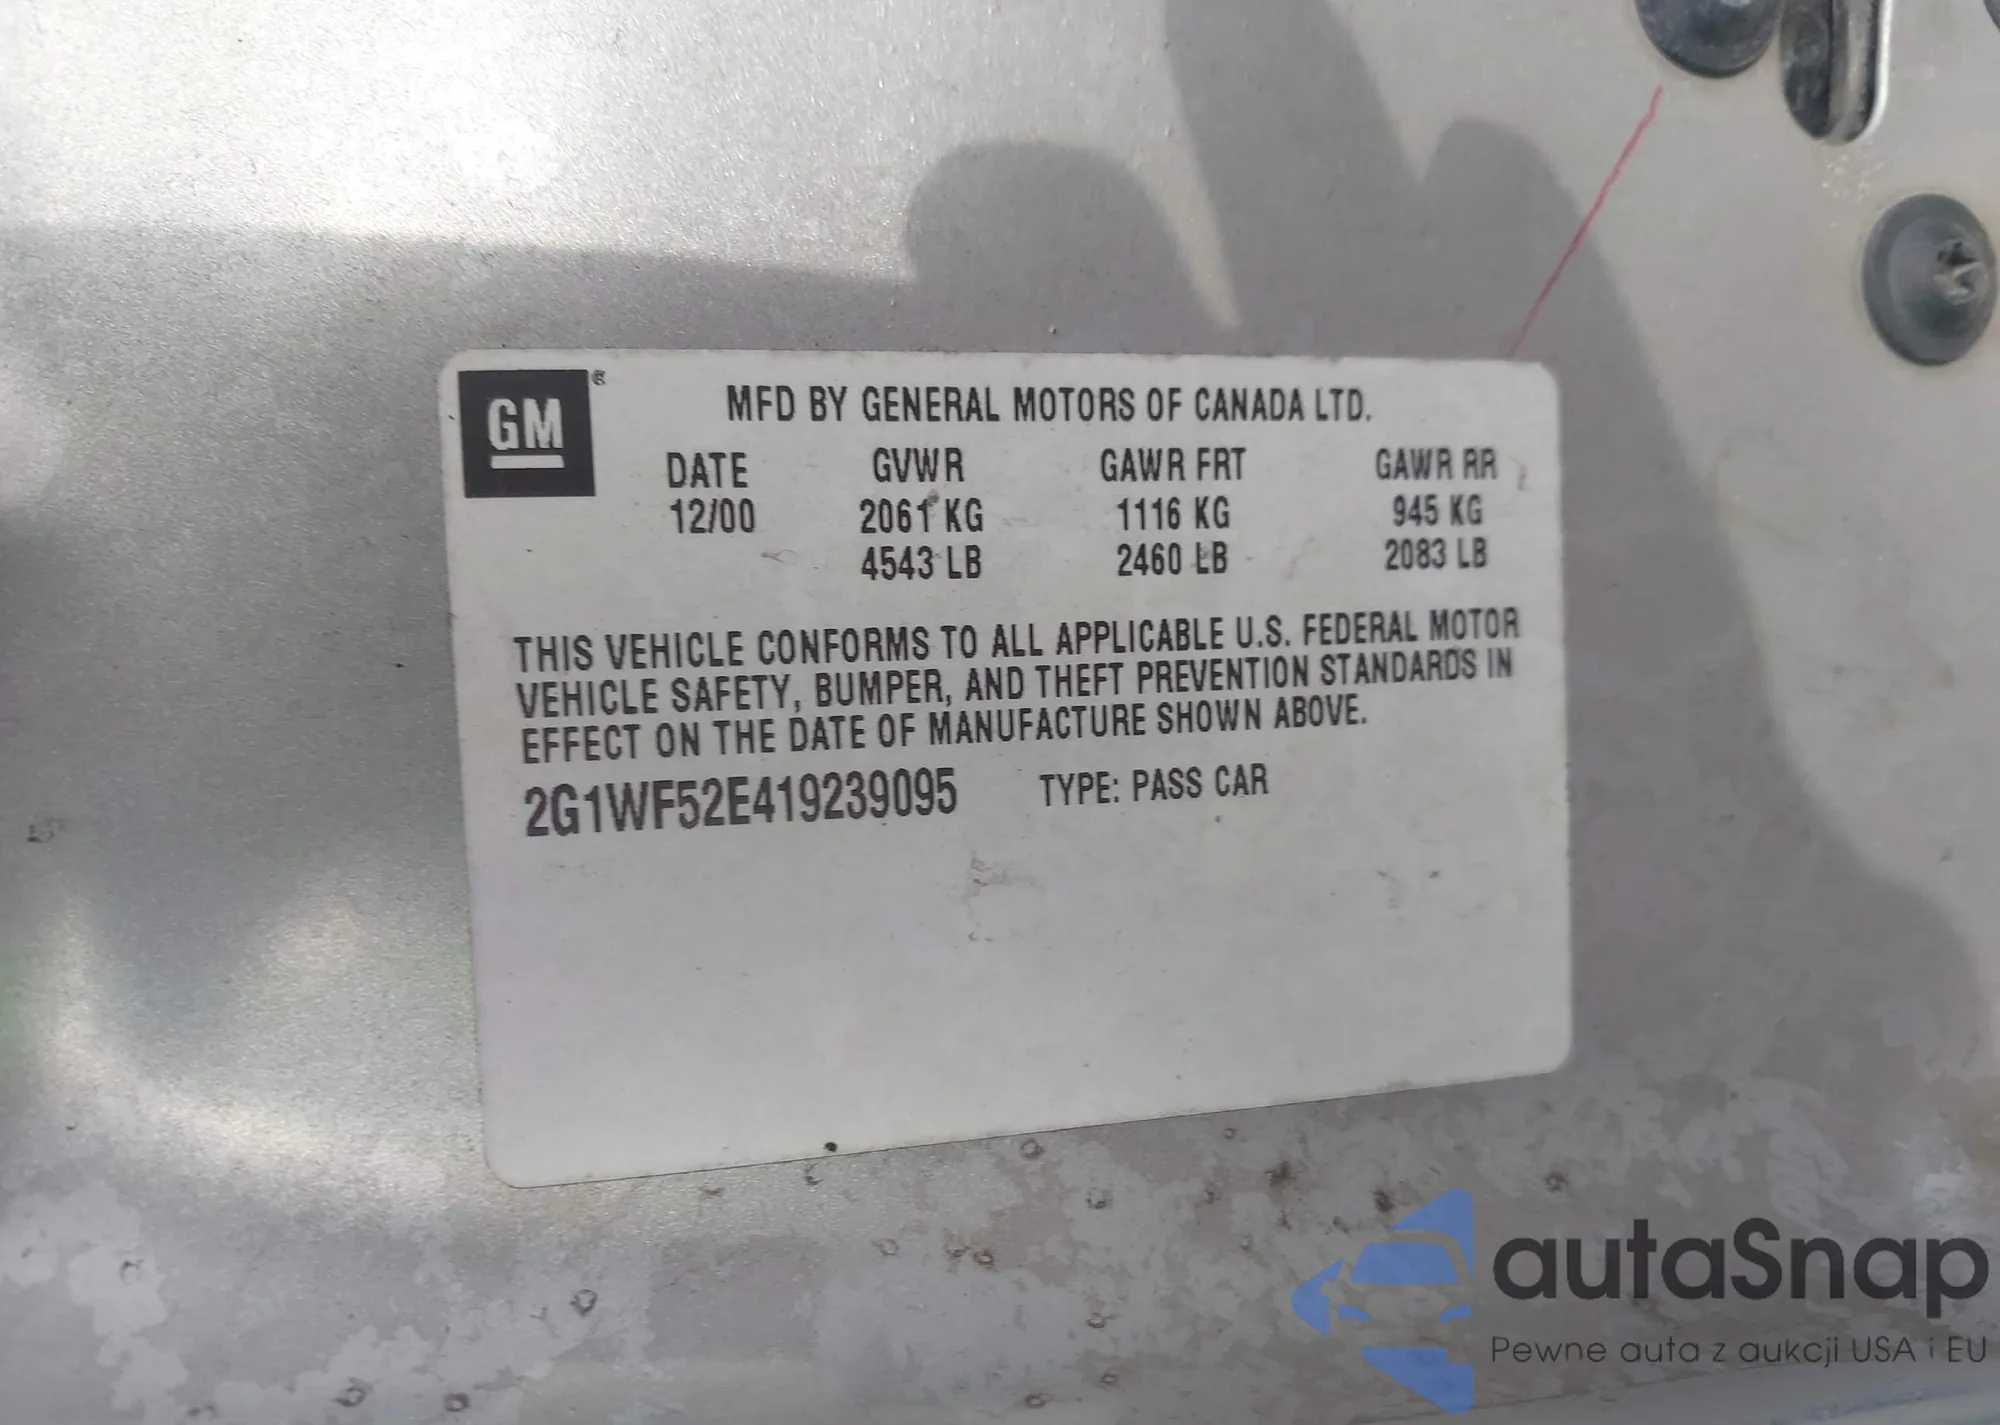 GM®
MFD BY GENERAL MOTORS OF CANADA LTD.
DATE GVWR GAWR FRT GAWR RR
12/00 2061 KG 1116 KG 945 KG
4543 LB 2460 LB 2083 LB
THIS VEHICLE CONFORMS TO ALL APPLICABLE U.S. FEDERAL MOTOR
VEHICLE SAFETY, BUMPER, AND THEFT PREVENTION STANDARDS IN
EFFECT ON THE DATE OF MANUFACTURE SHOWN ABOVE.
2G1WF52E419239095 TYPE: PASS CAR
autaSnap
Pewne auta z aukcji USA i EU